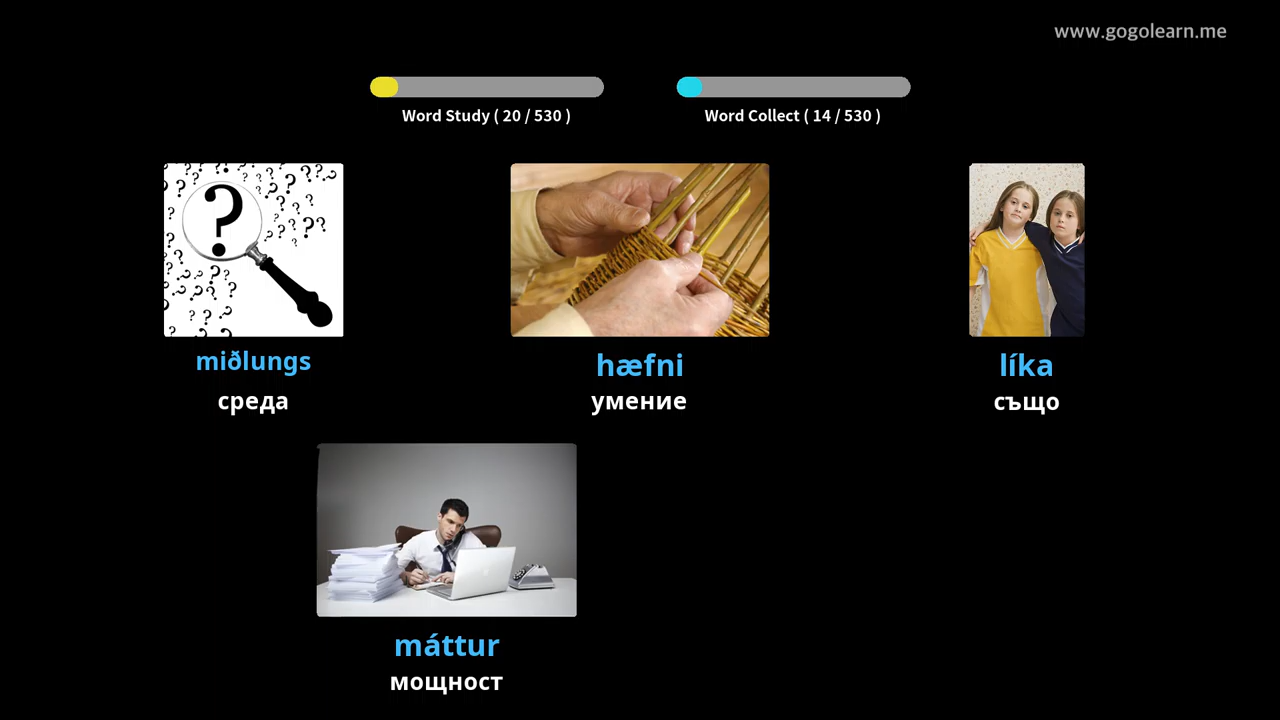 www.gogolearn.me
Word Study ( 20 / 530 )
Word Collect ( 14 / 530 )
miðlungs
среда
hæfni
умение
líka
също
máttur
мощност